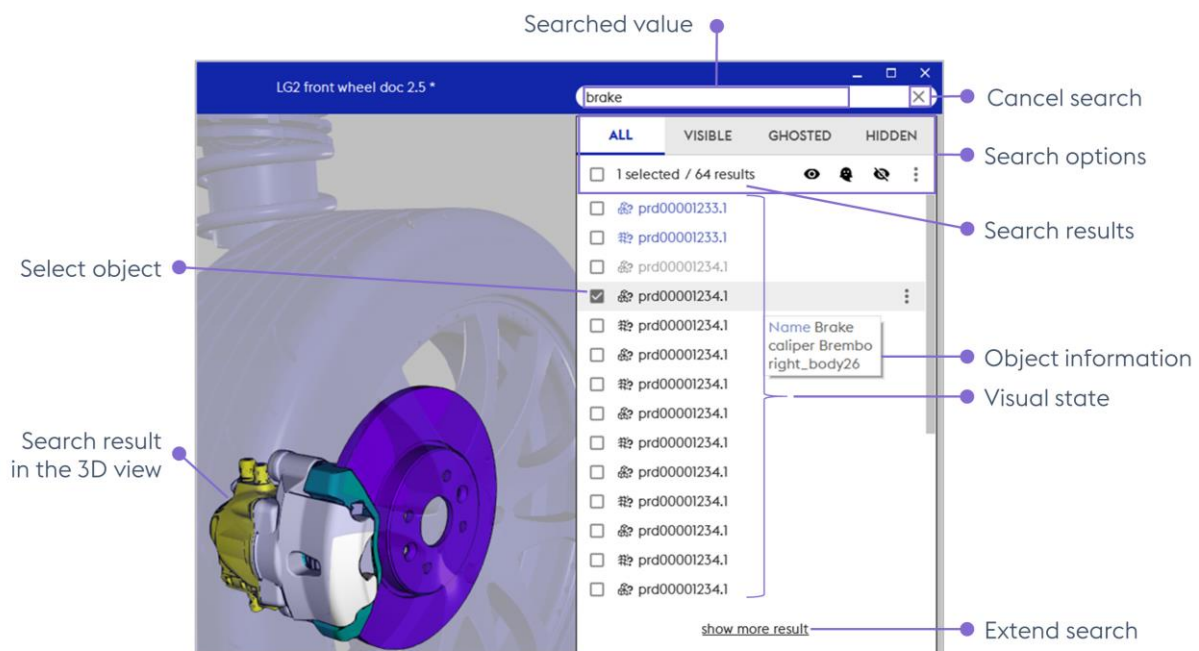 Searched value
LG2 front wheel doc 2.5 *
brake
Cancel search
ALL VISIBLE GHOSTED HIDDEN
Search options
1 selected / 64 results
prd00001233.1
prd00001233.1
Search results
prd00001234.1
Select object
prd00001234.1
prd00001234.1
Name Brake
caliper Brembo
right_body26
prd00001234.1
Object information
prd00001234.1
Visual state
prd00001234.1
Search result
in the 3D view
prd00001234.1
prd00001234.1
prd00001234.1
prd00001234.1
prd00001234.1
prd00001234.1
show more result
Extend search